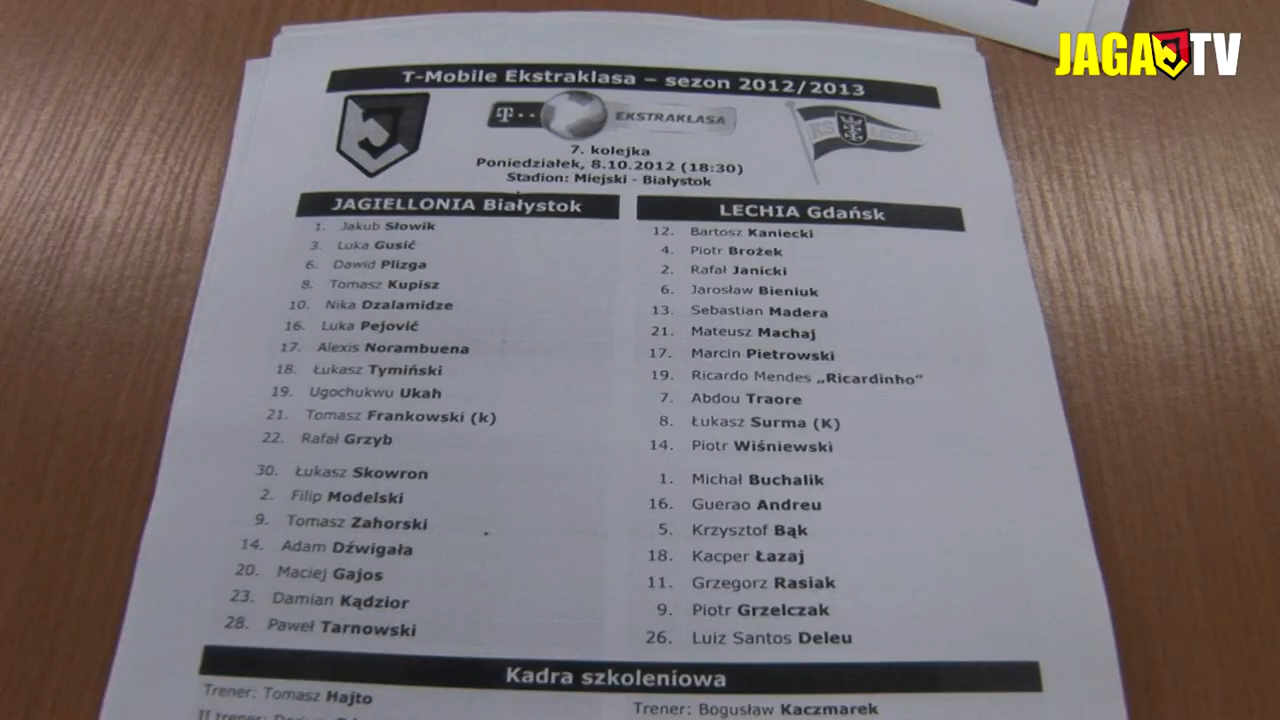 JAGA TV
T-Mobile Ekstraklasa – sezon 2012/2013
T·· EKSTRAKLASA
KS LECHIA
7. kolejka
Poniedziałek, 8.10.2012 (18:30)
Stadion: Miejski - Białystok
JAGIELLONIA Białystok
1. Jakub Słowik
3. Luka Gusić
6. Dawid Plizga
8. Tomasz Kupisz
10. Nika Dzalamidze
16. Luka Pejović
17. Alexis Norambuena
18. Łukasz Tymiński
19. Ugochukwu Ukah
21. Tomasz Frankowski (k)
22. Rafał Grzyb
30. Łukasz Skowron
2. Filip Modelski
9. Tomasz Zahorski
14. Adam Dźwigała
20. Maciej Gajos
23. Damian Kądzior
28. Paweł Tarnowski
LECHIA Gdańsk
12. Bartosz Kaniecki
4. Piotr Brożek
2. Rafał Janicki
6. Jarosław Bieniuk
13. Sebastian Madera
21. Mateusz Machaj
17. Marcin Pietrowski
19. Ricardo Mendes „Ricardinho"
7. Abdou Traore
8. Łukasz Surma (K)
14. Piotr Wiśniewski
1. Michał Buchalik
16. Guerao Andreu
5. Krzysztof Bąk
18. Kacper Łazaj
11. Grzegorz Rasiak
9. Piotr Grzelczak
26. Luiz Santos Deleu
Kadra szkoleniowa
Trener: Tomasz Hajto
II trener:
Trener: Bogusław Kaczmarek